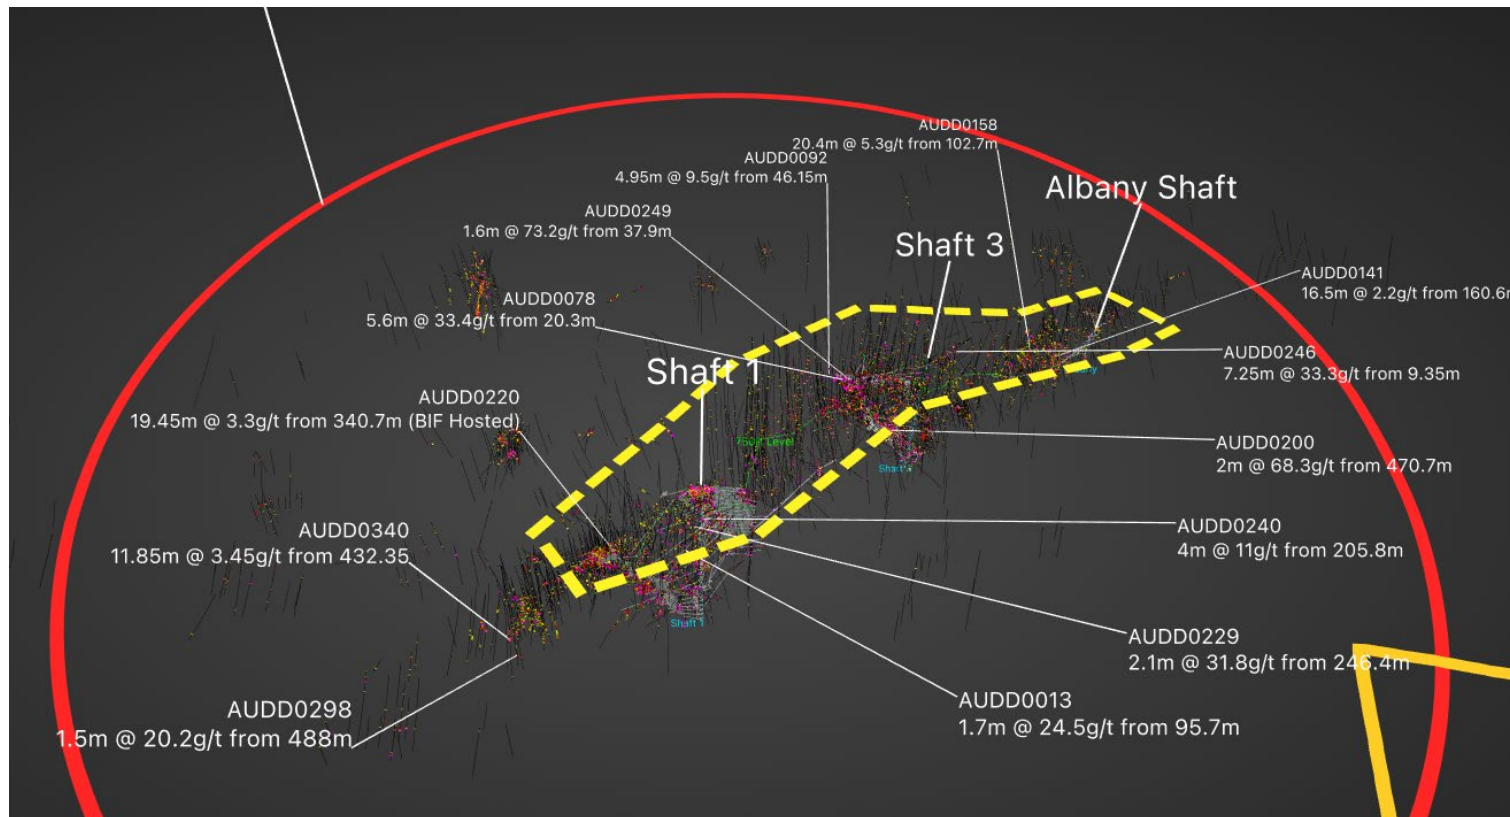 AUDD0158
20.4m @ 5.3g/t from 102.7m
AUDD0092
4.95m @ 9.5g/t from 46.15m
Albany Shaft
AUDD0249
1.6m @ 73.2g/t from 37.9m
Shaft 3
AUDD0141
16.5m @ 2.2g/t from 160.6m
AUDD0078
5.6m @ 33.4g/t from 20.3m
AUDD0246
7.25m @ 33.3g/t from 9.35m
Shaft 1
AUDD0220
19.45m @ 3.3g/t from 340.7m (BIF Hosted)
AUDD0200
2m @ 68.3g/t from 470.7m
AUDD0340
11.85m @ 3.45g/t from 432.35
AUDD0240
4m @ 11g/t from 205.8m
Shaft 1
AUDD0229
2.1m @ 31.8g/t from 246.4m
AUDD0298
1.5m @ 20.2g/t from 488m
AUDD0013
1.7m @ 24.5g/t from 95.7m